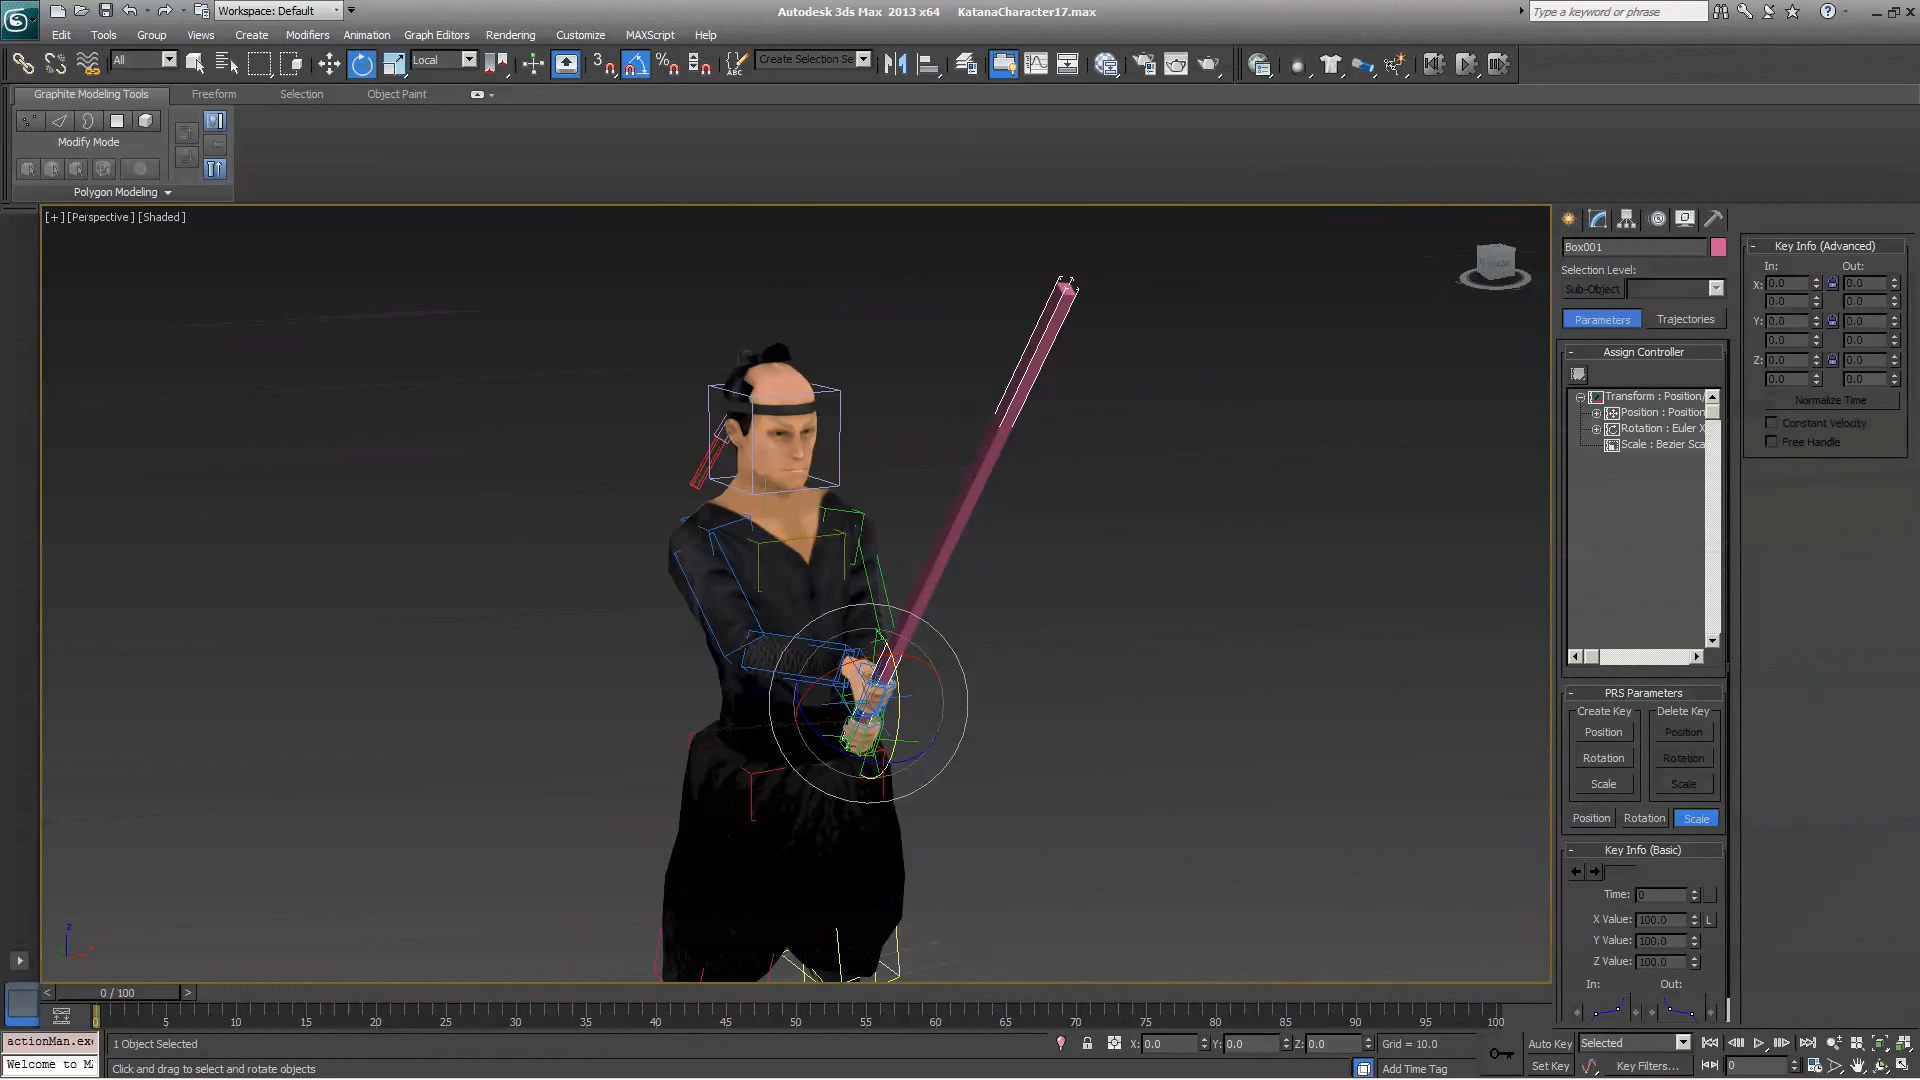 Workspace: Default
Autodesk 3ds Max 2013 x64 KatanaCharacter17.max
Type a keyword or phrase
Edit Tools Group Views Create Modifiers Animation Graph Editors Rendering Customize MAXScript Help
All
Local
3
Create Selection Se
Graphite Modeling Tools Freeform Selection Object Paint
Modify Mode
Polygon Modeling
[+] [Perspective] [Shaded]
Box001
Selection Level:
Sub-Object
Parameters Trajectories
Assign Controller
Transform : Position/
Position : Position
Rotation : Euler X
Scale : Bezier Sca
PRS Parameters
Create Key Delete Key
Position Position
Rotation Rotation
Scale Scale
Position Rotation Scale
Key Info (Basic)
Time: 0
X Value: 100.0 L
Y Value: 100.0
Z Value: 100.0
In: Out:
Key Info (Advanced)
In: Out:
X: 0.0 0.0
0.0 0.0
Y: 0.0 0.0
0.0 0.0
Z: 0.0 0.0
0.0 0.0
Normalize Time
Constant Velocity
Free Handle
z
x
< 0 / 100 >
0 5 10 15 20 25 30 35 40 45 50 55 60 65 70 75 80 85 90 95 100
actionMan.exe
Welcome to M
1 Object Selected
Click and drag to select and rotate objects
X: 0.0 Y: 0.0 Z: 0.0 Grid = 10.0
Add Time Tag
Auto Key Selected
Set Key Key Filters... 0